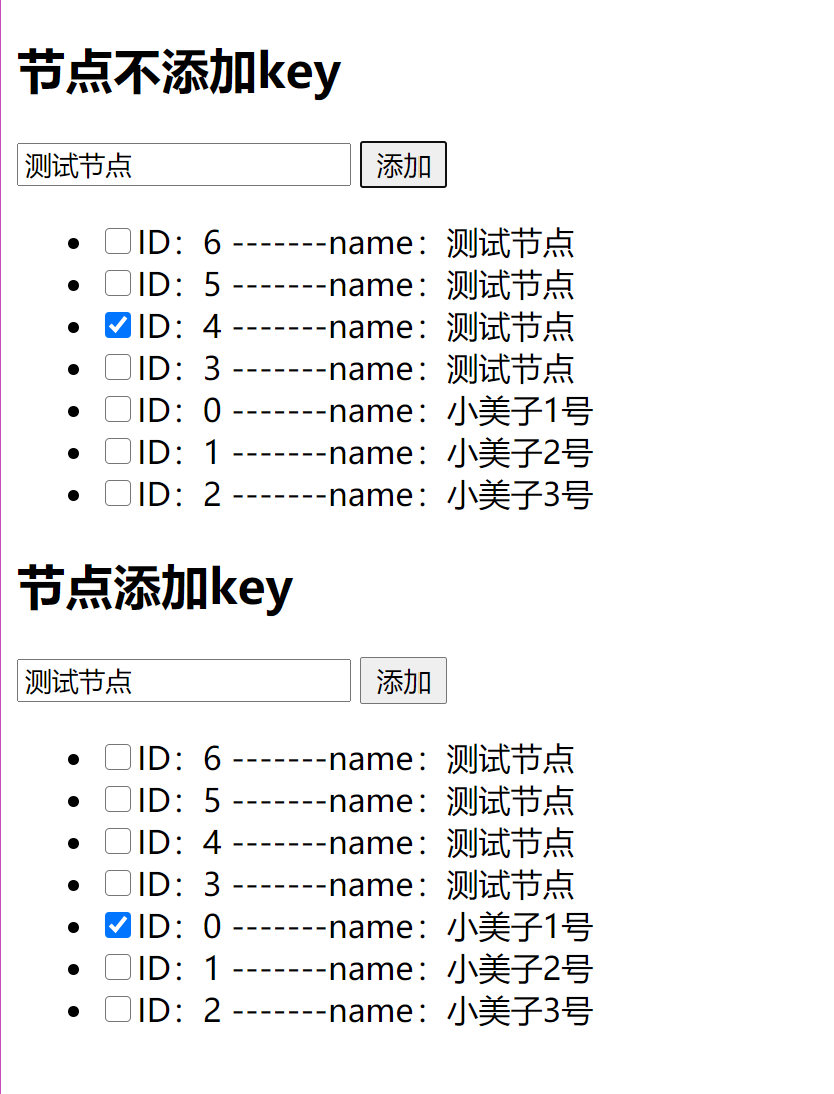 节点不添加key
测试节点 添加
ID：6 -------name：测试节点
ID：5 -------name：测试节点
ID：4 -------name：测试节点
ID：3 -------name：测试节点
ID：0 -------name：小美子1号
ID：1 -------name：小美子2号
ID：2 -------name：小美子3号
节点添加key
测试节点 添加
ID：6 -------name：测试节点
ID：5 -------name：测试节点
ID：4 -------name：测试节点
ID：3 -------name：测试节点
ID：0 -------name：小美子1号
ID：1 -------name：小美子2号
ID：2 -------name：小美子3号